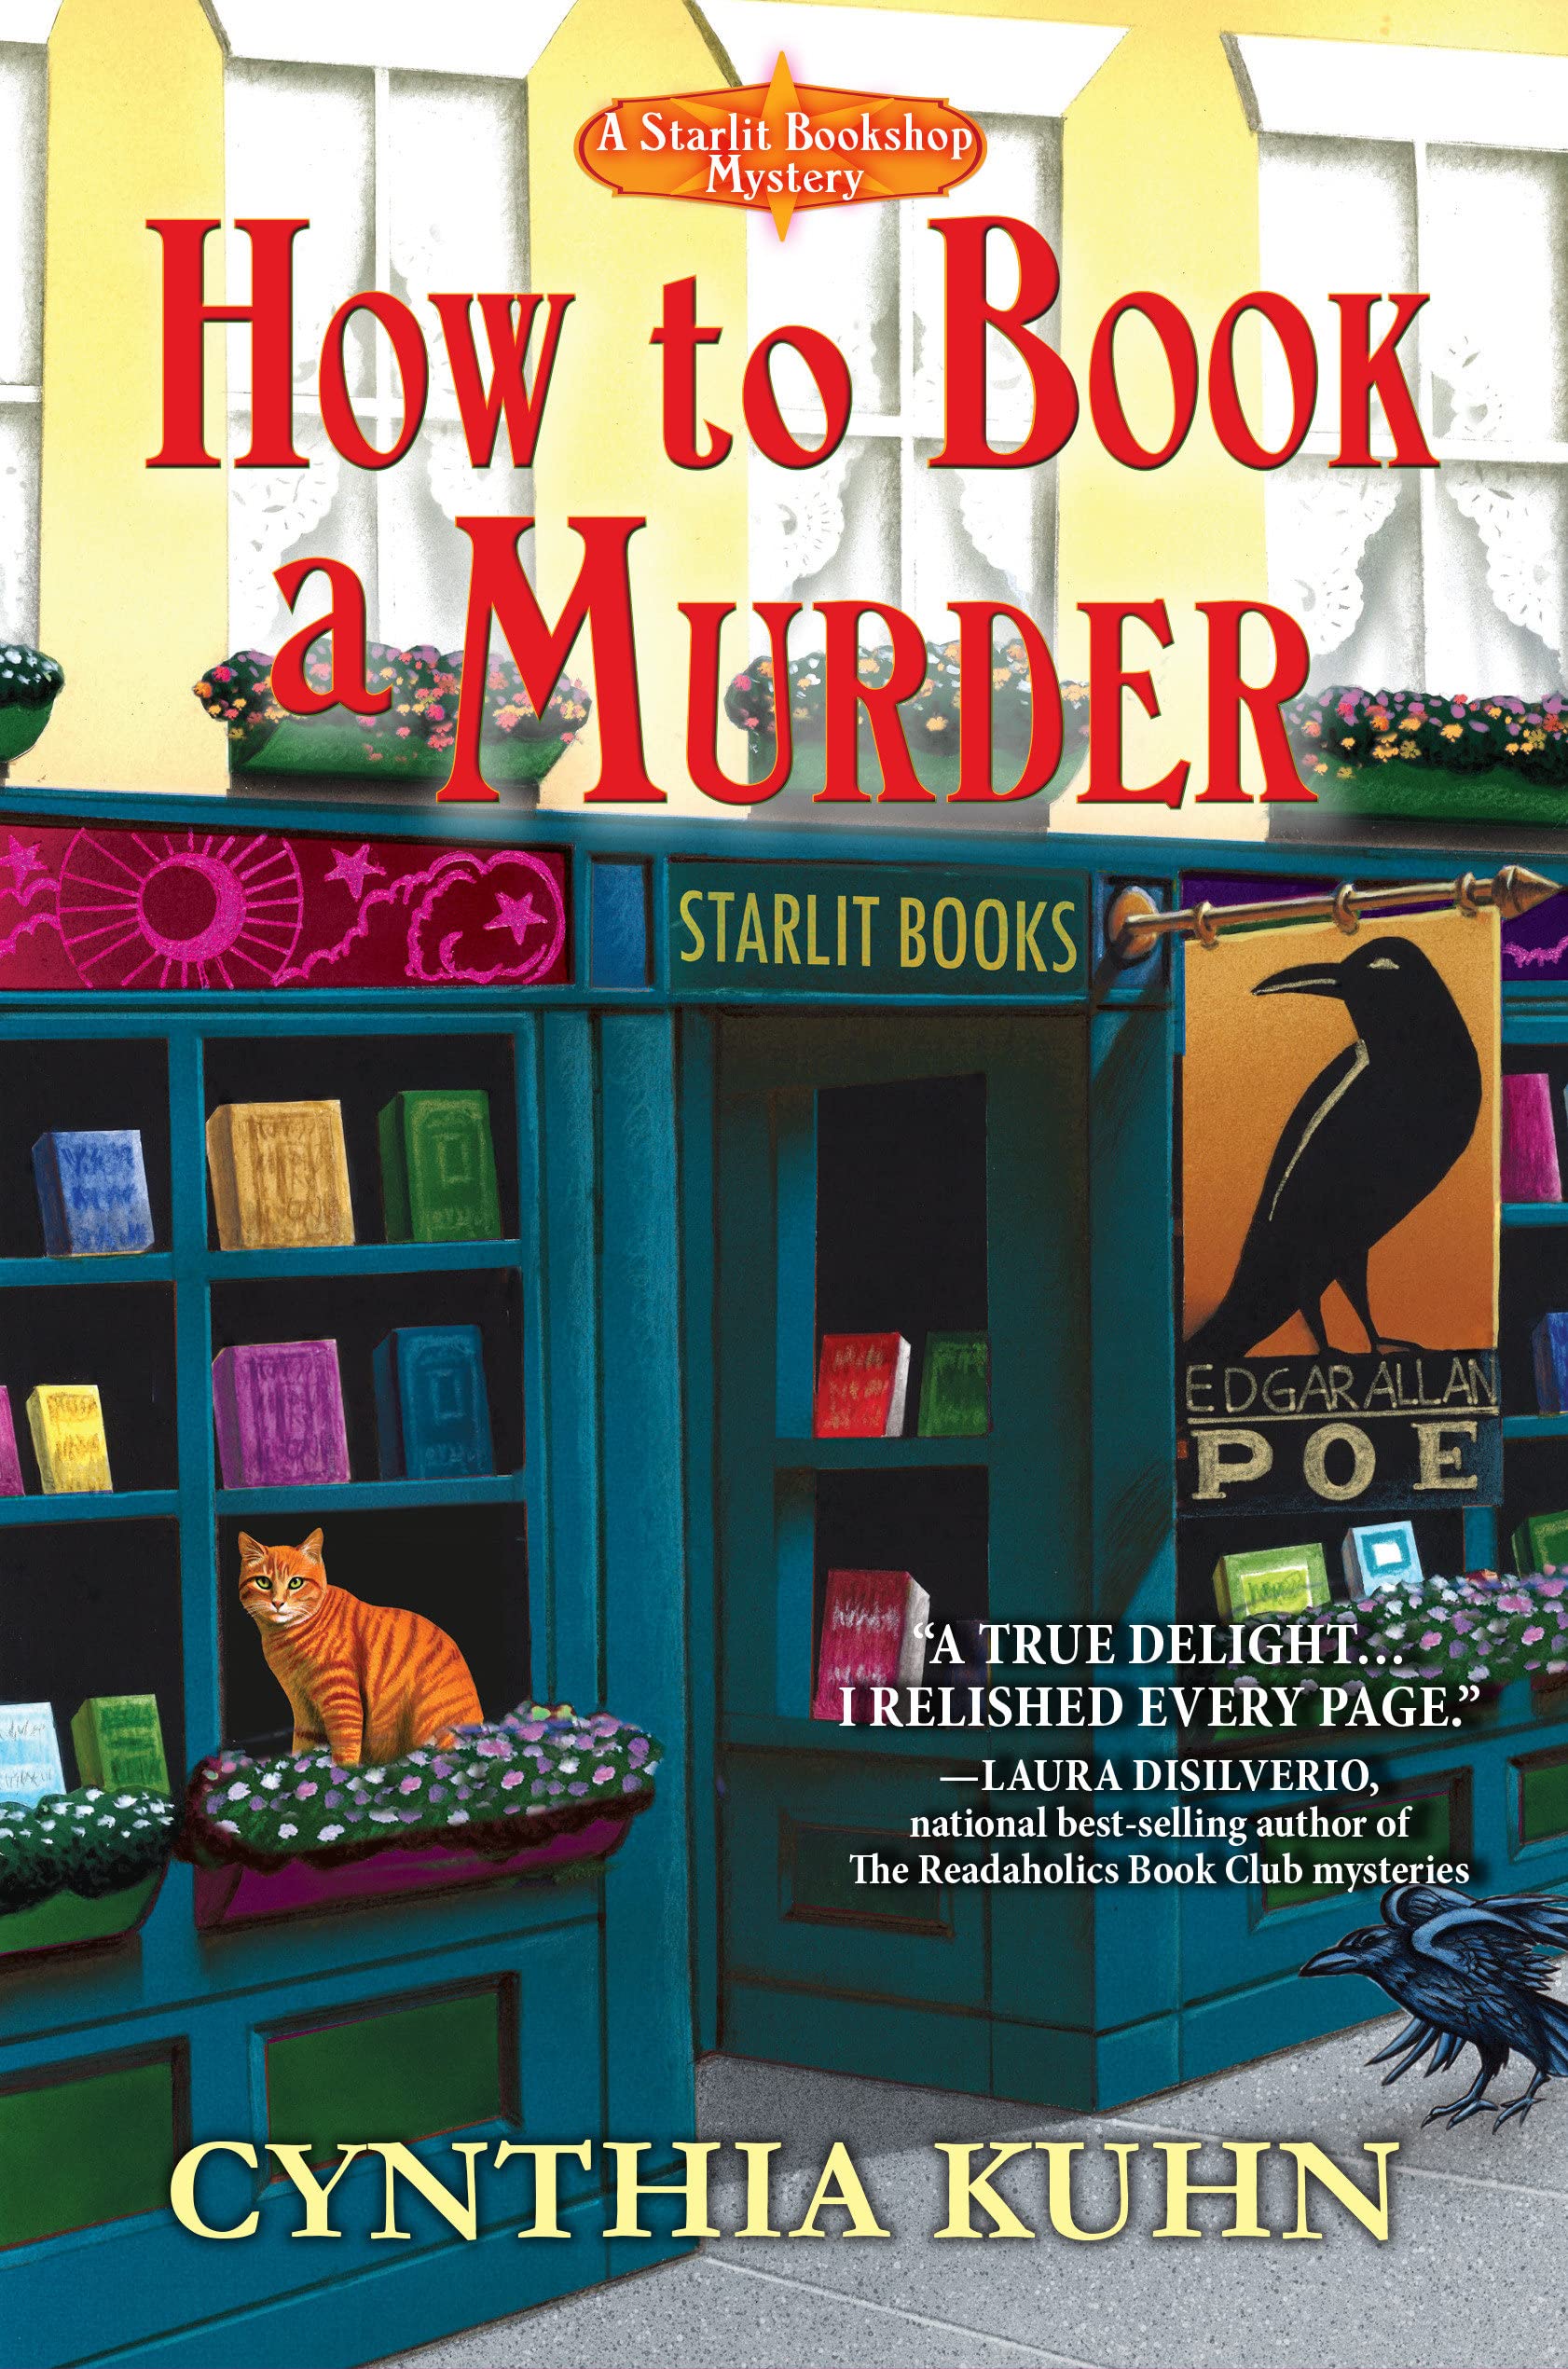 A Starlit Bookshop
Mystery
How to Book
a Murder
STARLIT BOOKS
EDGAR ALLAN
POE
“A TRUE DELIGHT…
I RELISHED EVERY PAGE.”
—LAURA DISILVERIO,
national best-selling author of
The Readaholics Book Club mysteries
CYNTHIA KUHN